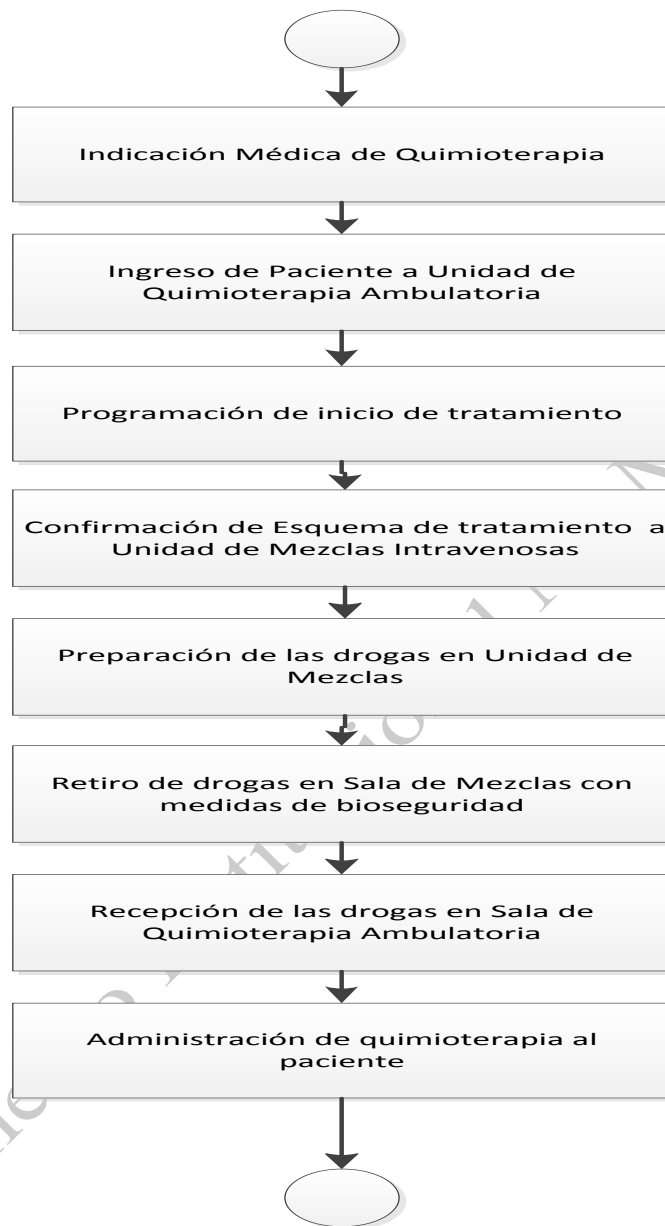 Indicación Médica de Quimioterapia
Ingreso de Paciente a Unidad de
Quimioterapia Ambulatoria
Programación de inicio de tratamiento
Confirmación de Esquema de tratamiento a
Unidad de Mezclas Intravenosas
Preparación de las drogas en Unidad de
Mezclas
Retiro de drogas en Sala de Mezclas con
medidas de bioseguridad
Recepción de las drogas en Sala de
Quimioterapia Ambulatoria
Administración de quimioterapia al
paciente